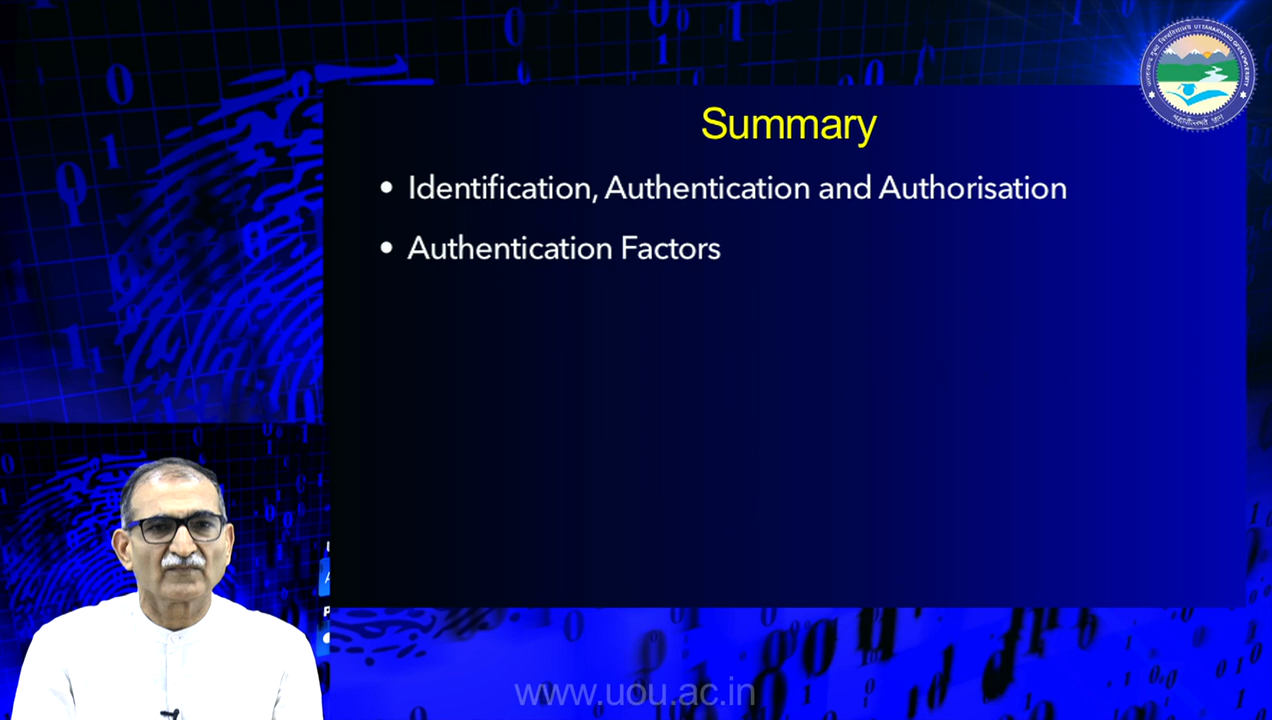 Summary
• Identification, Authentication and Authorisation
• Authentication Factors
www.uou.ac.in